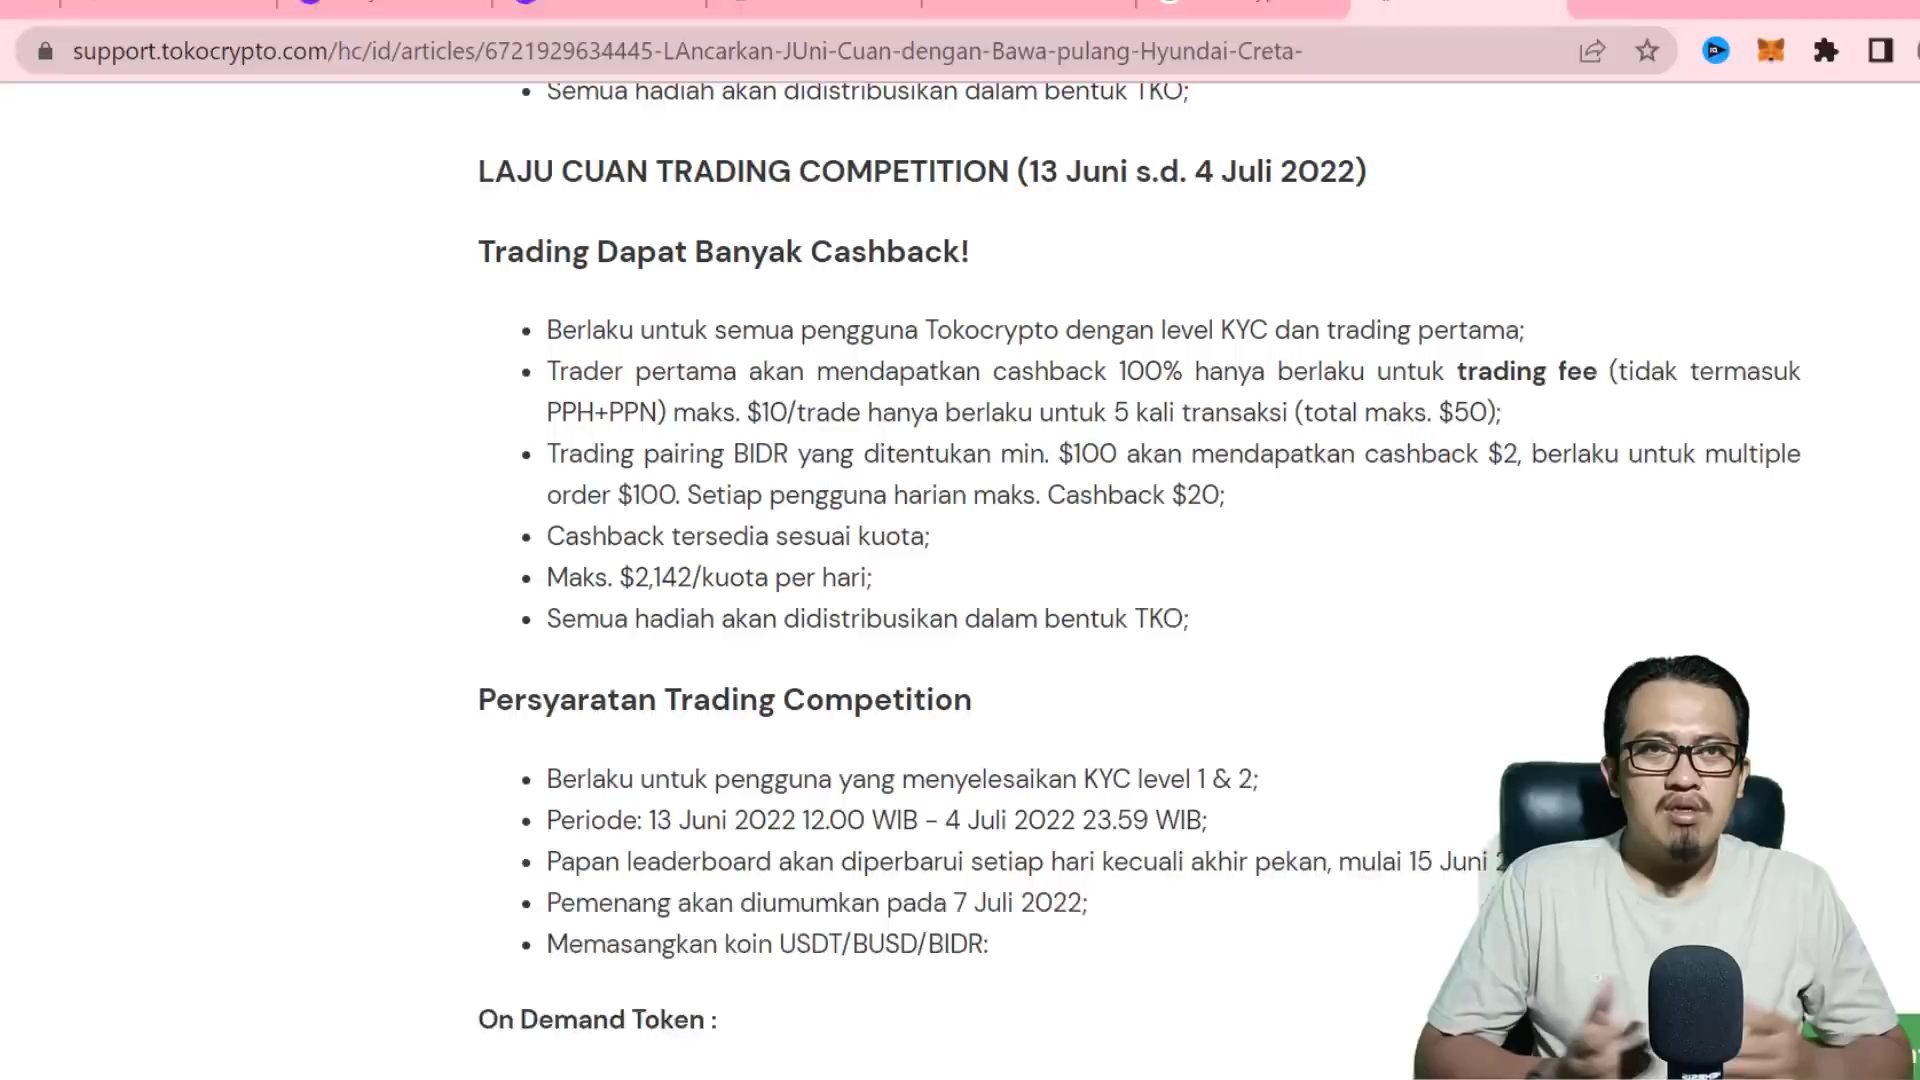 support.tokocrypto.com/hc/id/articles/6721929634445-LAncarkan-JUni-Cuan-dengan-Bawa-pulang-Hyundai-Creta-
• Semua hadiah akan didistribusikan dalam bentuk TKO;
LAJU CUAN TRADING COMPETITION (13 Juni s.d. 4 Juli 2022)
Trading Dapat Banyak Cashback!
• Berlaku untuk semua pengguna Tokocrypto dengan level KYC dan trading pertama;
• Trader pertama akan mendapatkan cashback 100% hanya berlaku untuk trading fee (tidak termasuk
PPH+PPN) maks. $10/trade hanya berlaku untuk 5 kali transaksi (total maks. $50);
• Trading pairing BIDR yang ditentukan min. $100 akan mendapatkan cashback $2, berlaku untuk multiple
order $100. Setiap pengguna harian maks. Cashback $20;
• Cashback tersedia sesuai kuota;
• Maks. $2,142/kuota per hari;
• Semua hadiah akan didistribusikan dalam bentuk TKO;
Persyaratan Trading Competition
• Berlaku untuk pengguna yang menyelesaikan KYC level 1 & 2;
• Periode: 13 Juni 2022 12.00 WIB – 4 Juli 2022 23.59 WIB;
• Papan leaderboard akan diperbarui setiap hari kecuali akhir pekan, mulai 15 Juni
• Pemenang akan diumumkan pada 7 Juli 2022;
• Memasangkan koin USDT/BUSD/BIDR:
On Demand Token :